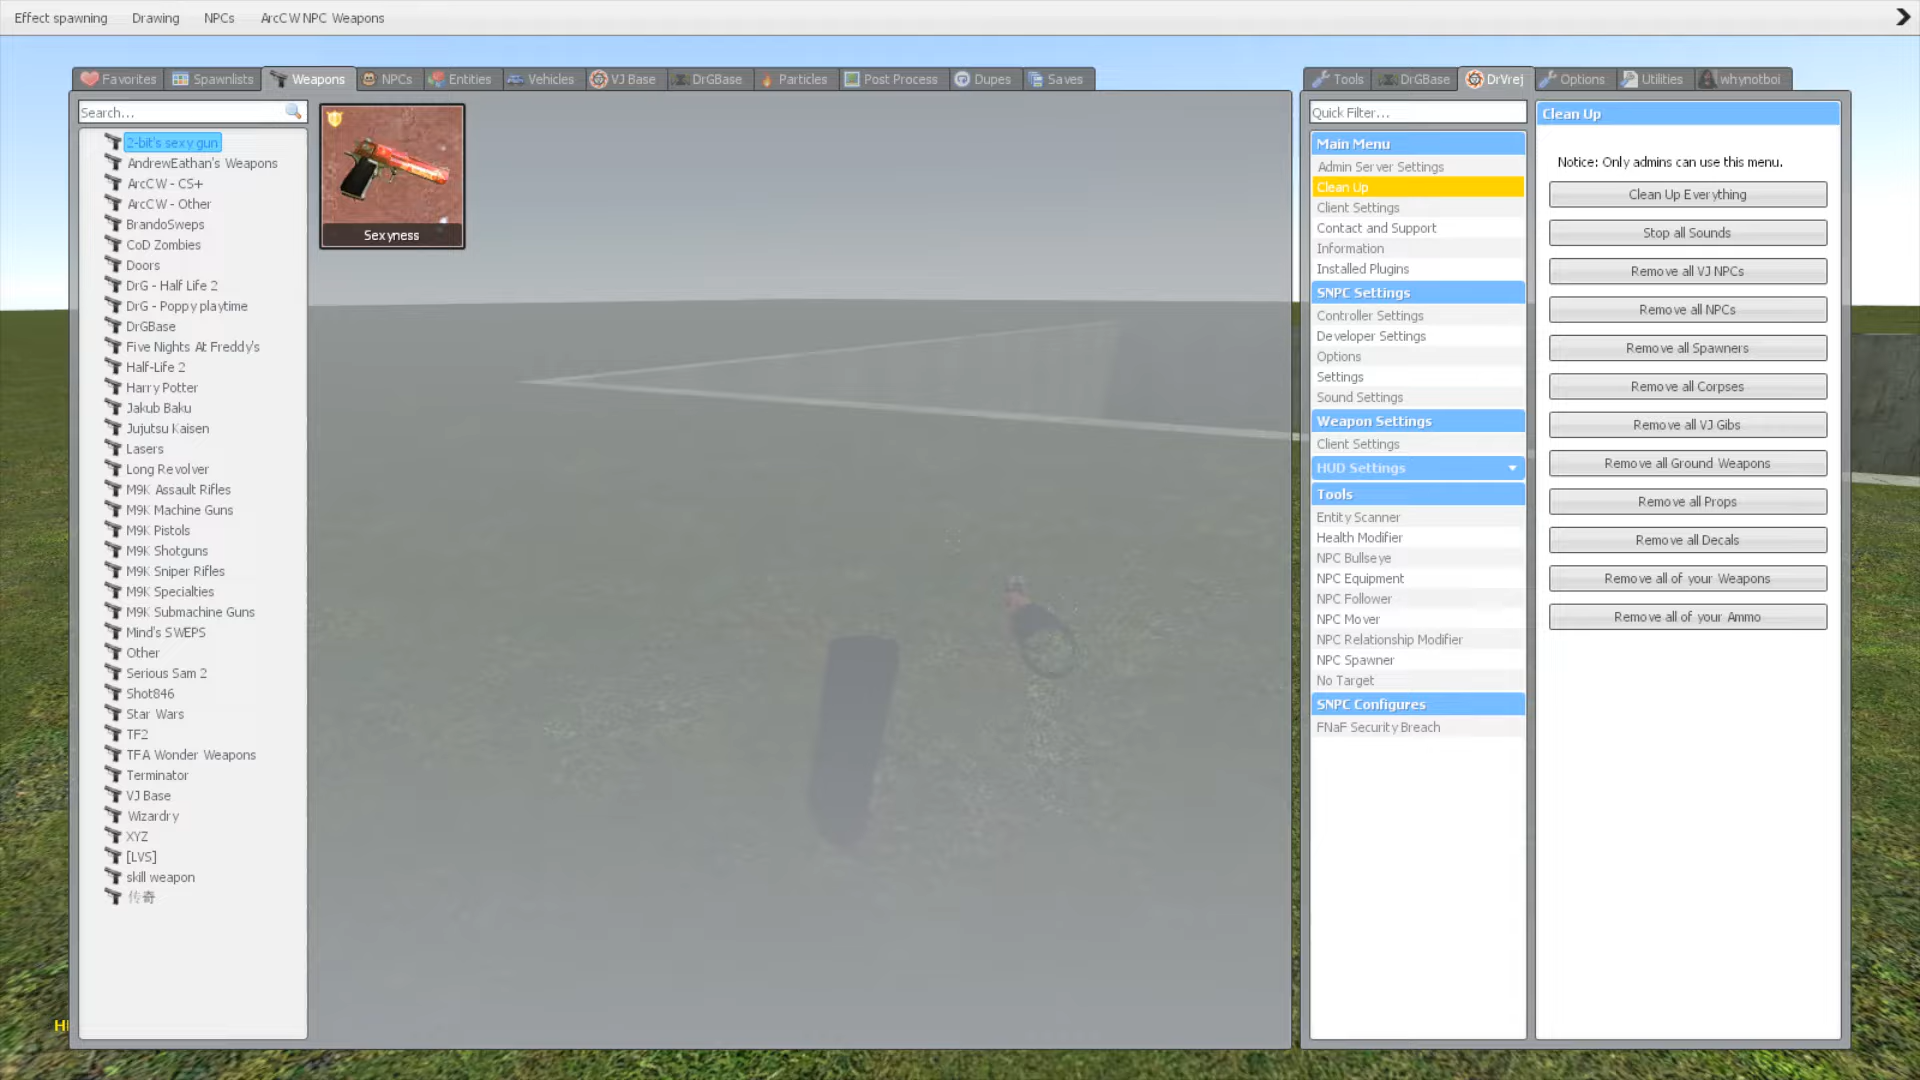 Effect spawning Drawing NPCs ArcCW NPC Weapons
Favorites Spawnlists Weapons NPCs Entities Vehicles VJ Base DrGBase Particles Post Process Dupes Saves
Search...
2-bit's sexy gun
AndrewEathan's Weapons
ArcCW - CS+
ArcCW - Other
BrandoSweps
CoD Zombies
Doors
DrG - Half Life 2
DrG - Poppy playtime
DrGBase
Five Nights At Freddy's
Half-Life 2
Harry Potter
Jakub Baku
Jujutsu Kaisen
Lasers
Long Revolver
M9K Assault Rifles
M9K Machine Guns
M9K Pistols
M9K Shotguns
M9K Sniper Rifles
M9K Specialties
M9K Submachine Guns
Mind's SWEPS
Other
Serious Sam 2
Shot846
Star Wars
TF2
TFA Wonder Weapons
Terminator
VJ Base
Wizardry
XYZ
[LVS]
skill weapon
传奇
Sexyness
Tools DrGBase DrVrej Options Utilities whynotboi
Quick Filter...
Main Menu
Admin Server Settings
Clean Up
Client Settings
Contact and Support
Information
Installed Plugins
SNPC Settings
Controller Settings
Developer Settings
Options
Settings
Sound Settings
Weapon Settings
Client Settings
HUD Settings
Tools
Entity Scanner
Health Modifier
NPC Bullseye
NPC Equipment
NPC Follower
NPC Mover
NPC Relationship Modifier
NPC Spawner
No Target
SNPC Configures
FNaF Security Breach
Clean Up
Notice: Only admins can use this menu.
Clean Up Everything
Stop all Sounds
Remove all VJ NPCs
Remove all NPCs
Remove all Spawners
Remove all Corpses
Remove all VJ Gibs
Remove all Ground Weapons
Remove all Props
Remove all Decals
Remove all of your Weapons
Remove all of your Ammo